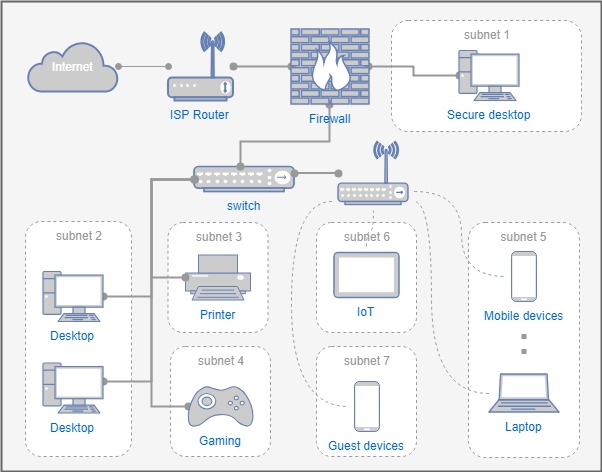 Internet
ISP Router
Firewall
subnet 1
Secure desktop
switch
subnet 2
Desktop
Desktop
subnet 3
Printer
subnet 4
Gaming
subnet 6
IoT
subnet 7
Guest devices
subnet 5
Mobile devices
Laptop